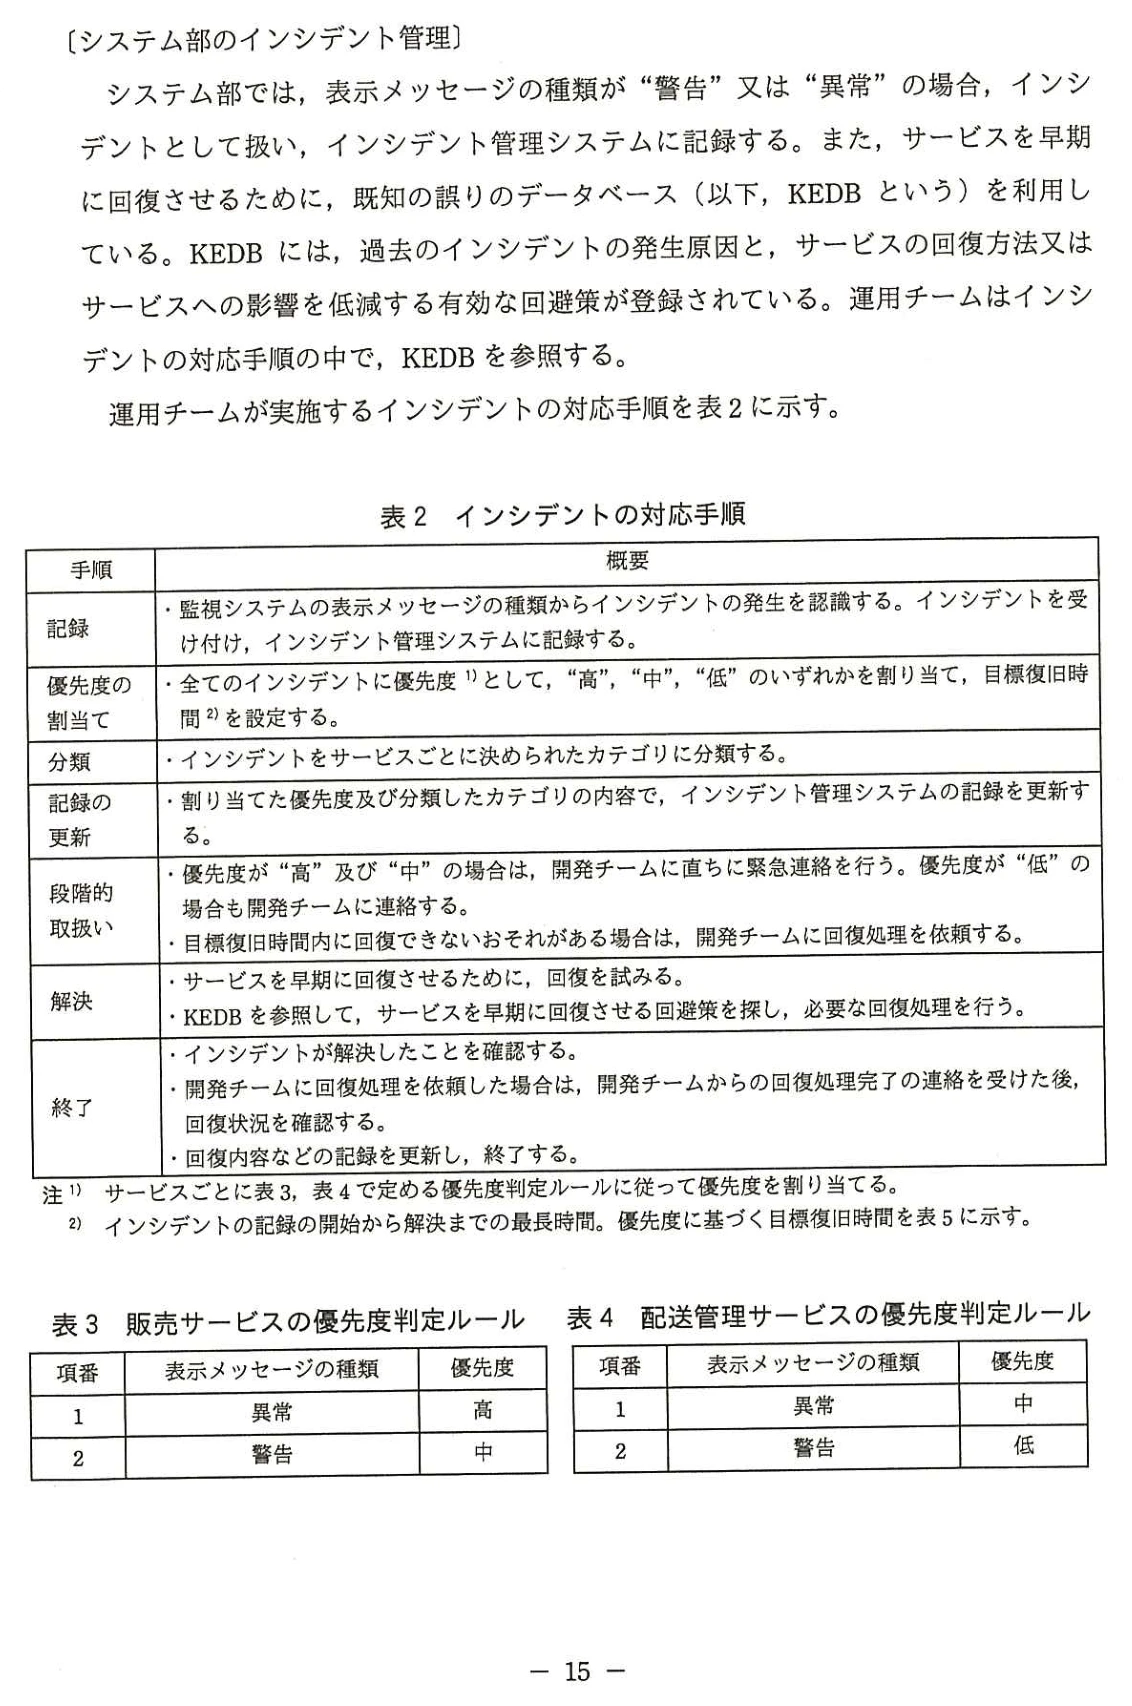 〔システム部のインシデント管理〕
システム部では，表示メッセージの種類が“警告”又は“異常”の場合，インシ
デントとして扱い，インシデント管理システムに記録する。また，サービスを早期
に回復させるために，既知の誤りのデータベース（以下，KEDB という）を利用し
ている。KEDB には，過去のインシデントの発生原因と，サービスの回復方法又は
サービスへの影響を低減する有効な回避策が登録されている。運用チームはインシ
デントの対応手順の中で，KEDB を参照する。
運用チームが実施するインシデントの対応手順を表2に示す。
表2 インシデントの対応手順
手順 概要
記録
・監視システムの表示メッセージの種類からインシデントの発生を認識する。インシデントを受
け付け，インシデント管理システムに記録する。
優先度の
割当て
・全てのインシデントに優先度 1)として，“高”，“中”，“低”のいずれかを割り当て，目標復旧時
間 2)を設定する。
分類
・インシデントをサービスごとに決められたカテゴリに分類する。
記録の
更新
・割り当てた優先度及び分類したカテゴリの内容で，インシデント管理システムの記録を更新す
る。
段階的
取扱い
・優先度が“高”及び“中”の場合は，開発チームに直ちに緊急連絡を行う。優先度が“低”の
場合も開発チームに連絡する。
・目標復旧時間内に回復できないおそれがある場合は，開発チームに回復処理を依頼する。
解決
・サービスを早期に回復させるために，回復を試みる。
・KEDB を参照して，サービスを早期に回復させる回避策を探し，必要な回復処理を行う。
終了
・インシデントが解決したことを確認する。
・開発チームに回復処理を依頼した場合は，開発チームからの回復処理完了の連絡を受けた後，
回復状況を確認する。
・回復内容などの記録を更新し，終了する。
注 1) サービスごとに表3，表4で定める優先度判定ルールに従って優先度を割り当てる。
2) インシデントの記録の開始から解決までの最長時間。優先度に基づく目標復旧時間を表5に示す。
表3 販売サービスの優先度判定ルール
項番 表示メッセージの種類 優先度
1 異常 高
2 警告 中
表4 配送管理サービスの優先度判定ルール
項番 表示メッセージの種類 優先度
1 異常 中
2 警告 低
－ 15 －